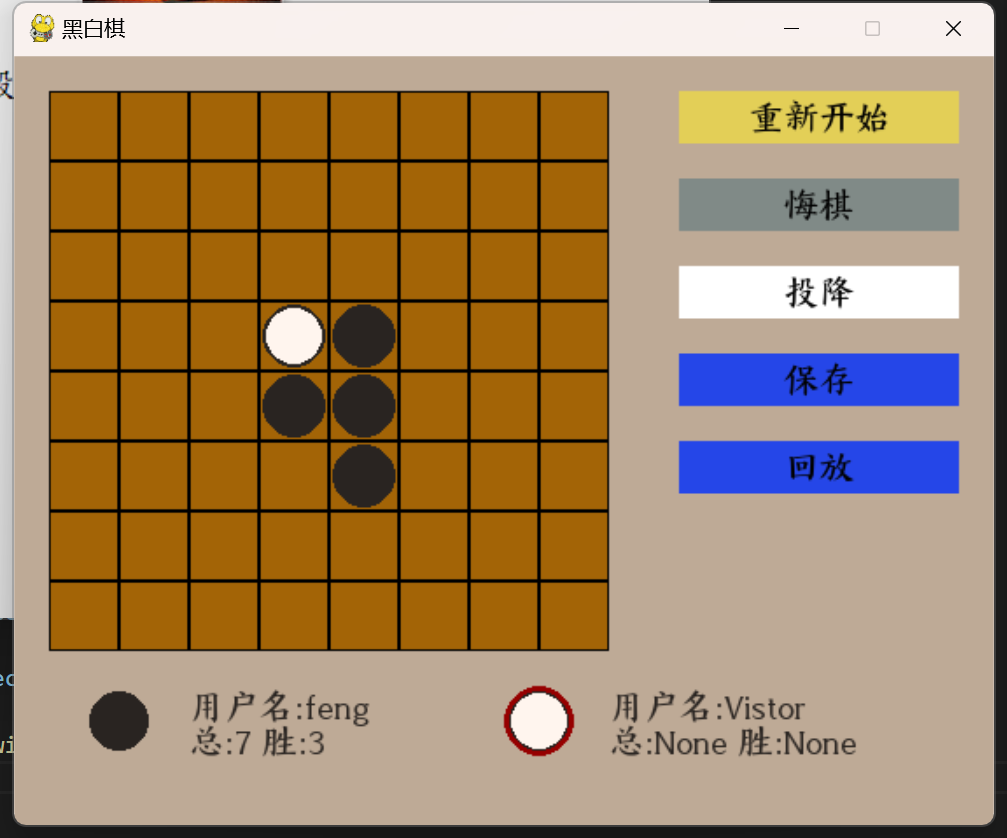 黑白棋
重新开始
悔棋
投降
保存
回放
用户名:feng
总:7 胜:3
用户名:Vistor
总:None 胜:None